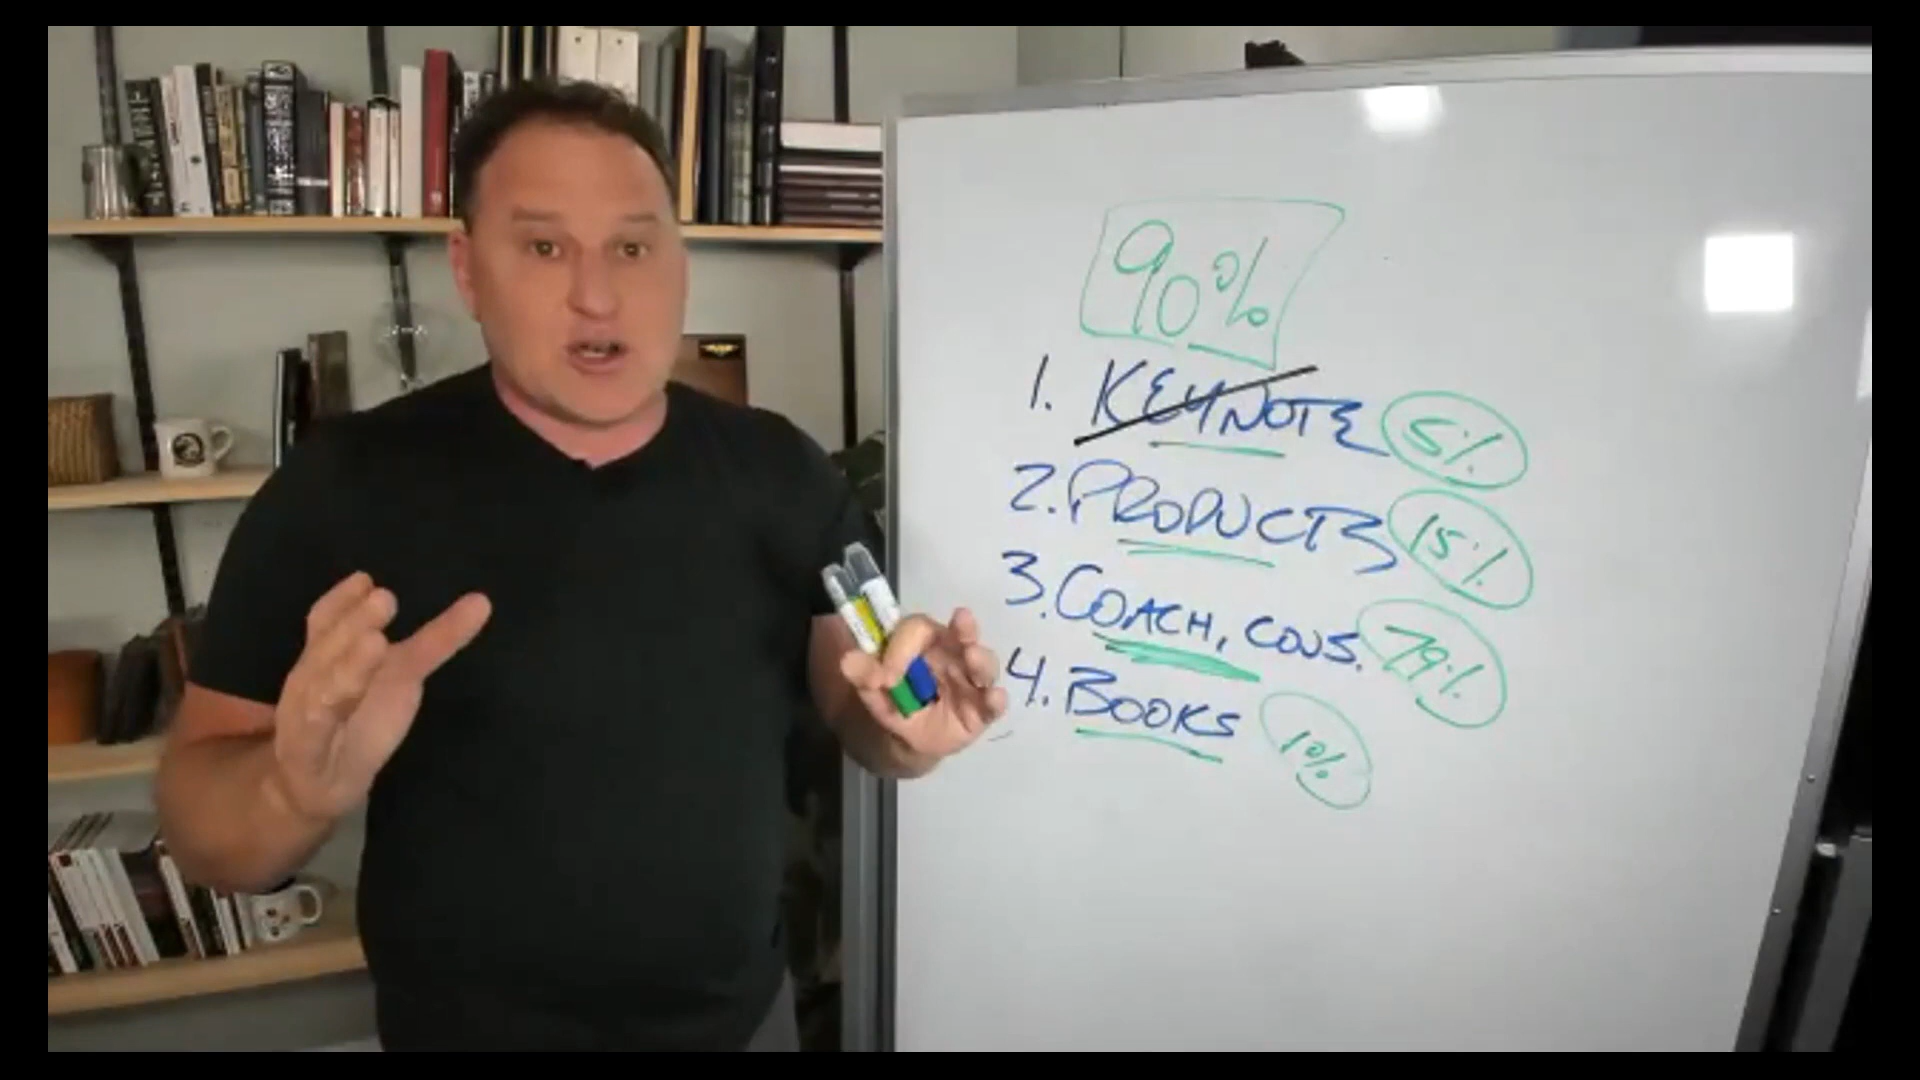 90%
1. KEYNOTE 5%
2. PRODUCTS 15%
3. COACH, CONS. 79%
4. BOOKS 1%